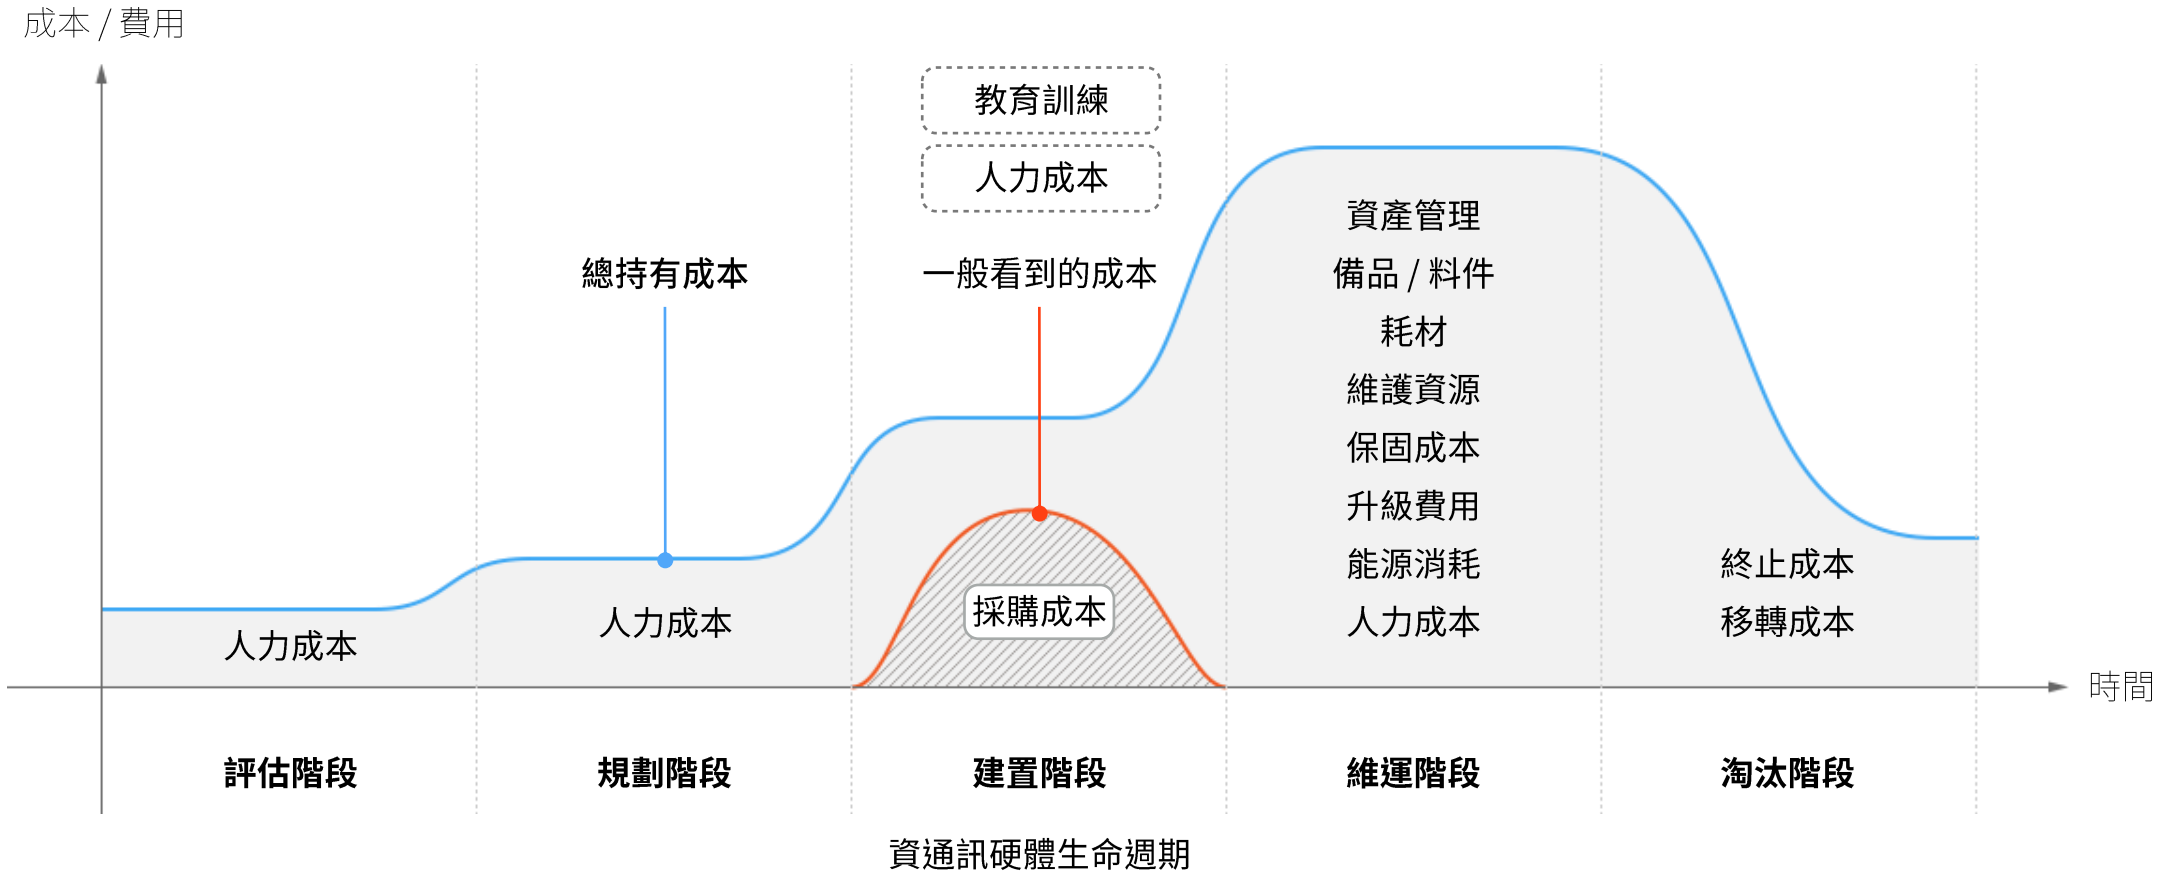 成本 / 費用
教育訓練
人力成本
總持有成本
一般看到的成本
資產管理
備品 / 料件
耗材
維護資源
保固成本
升級費用
能源消耗
人力成本
人力成本
人力成本
採購成本
終止成本
移轉成本
時間
評估階段
規劃階段
建置階段
維運階段
淘汰階段
資通訊硬體生命週期